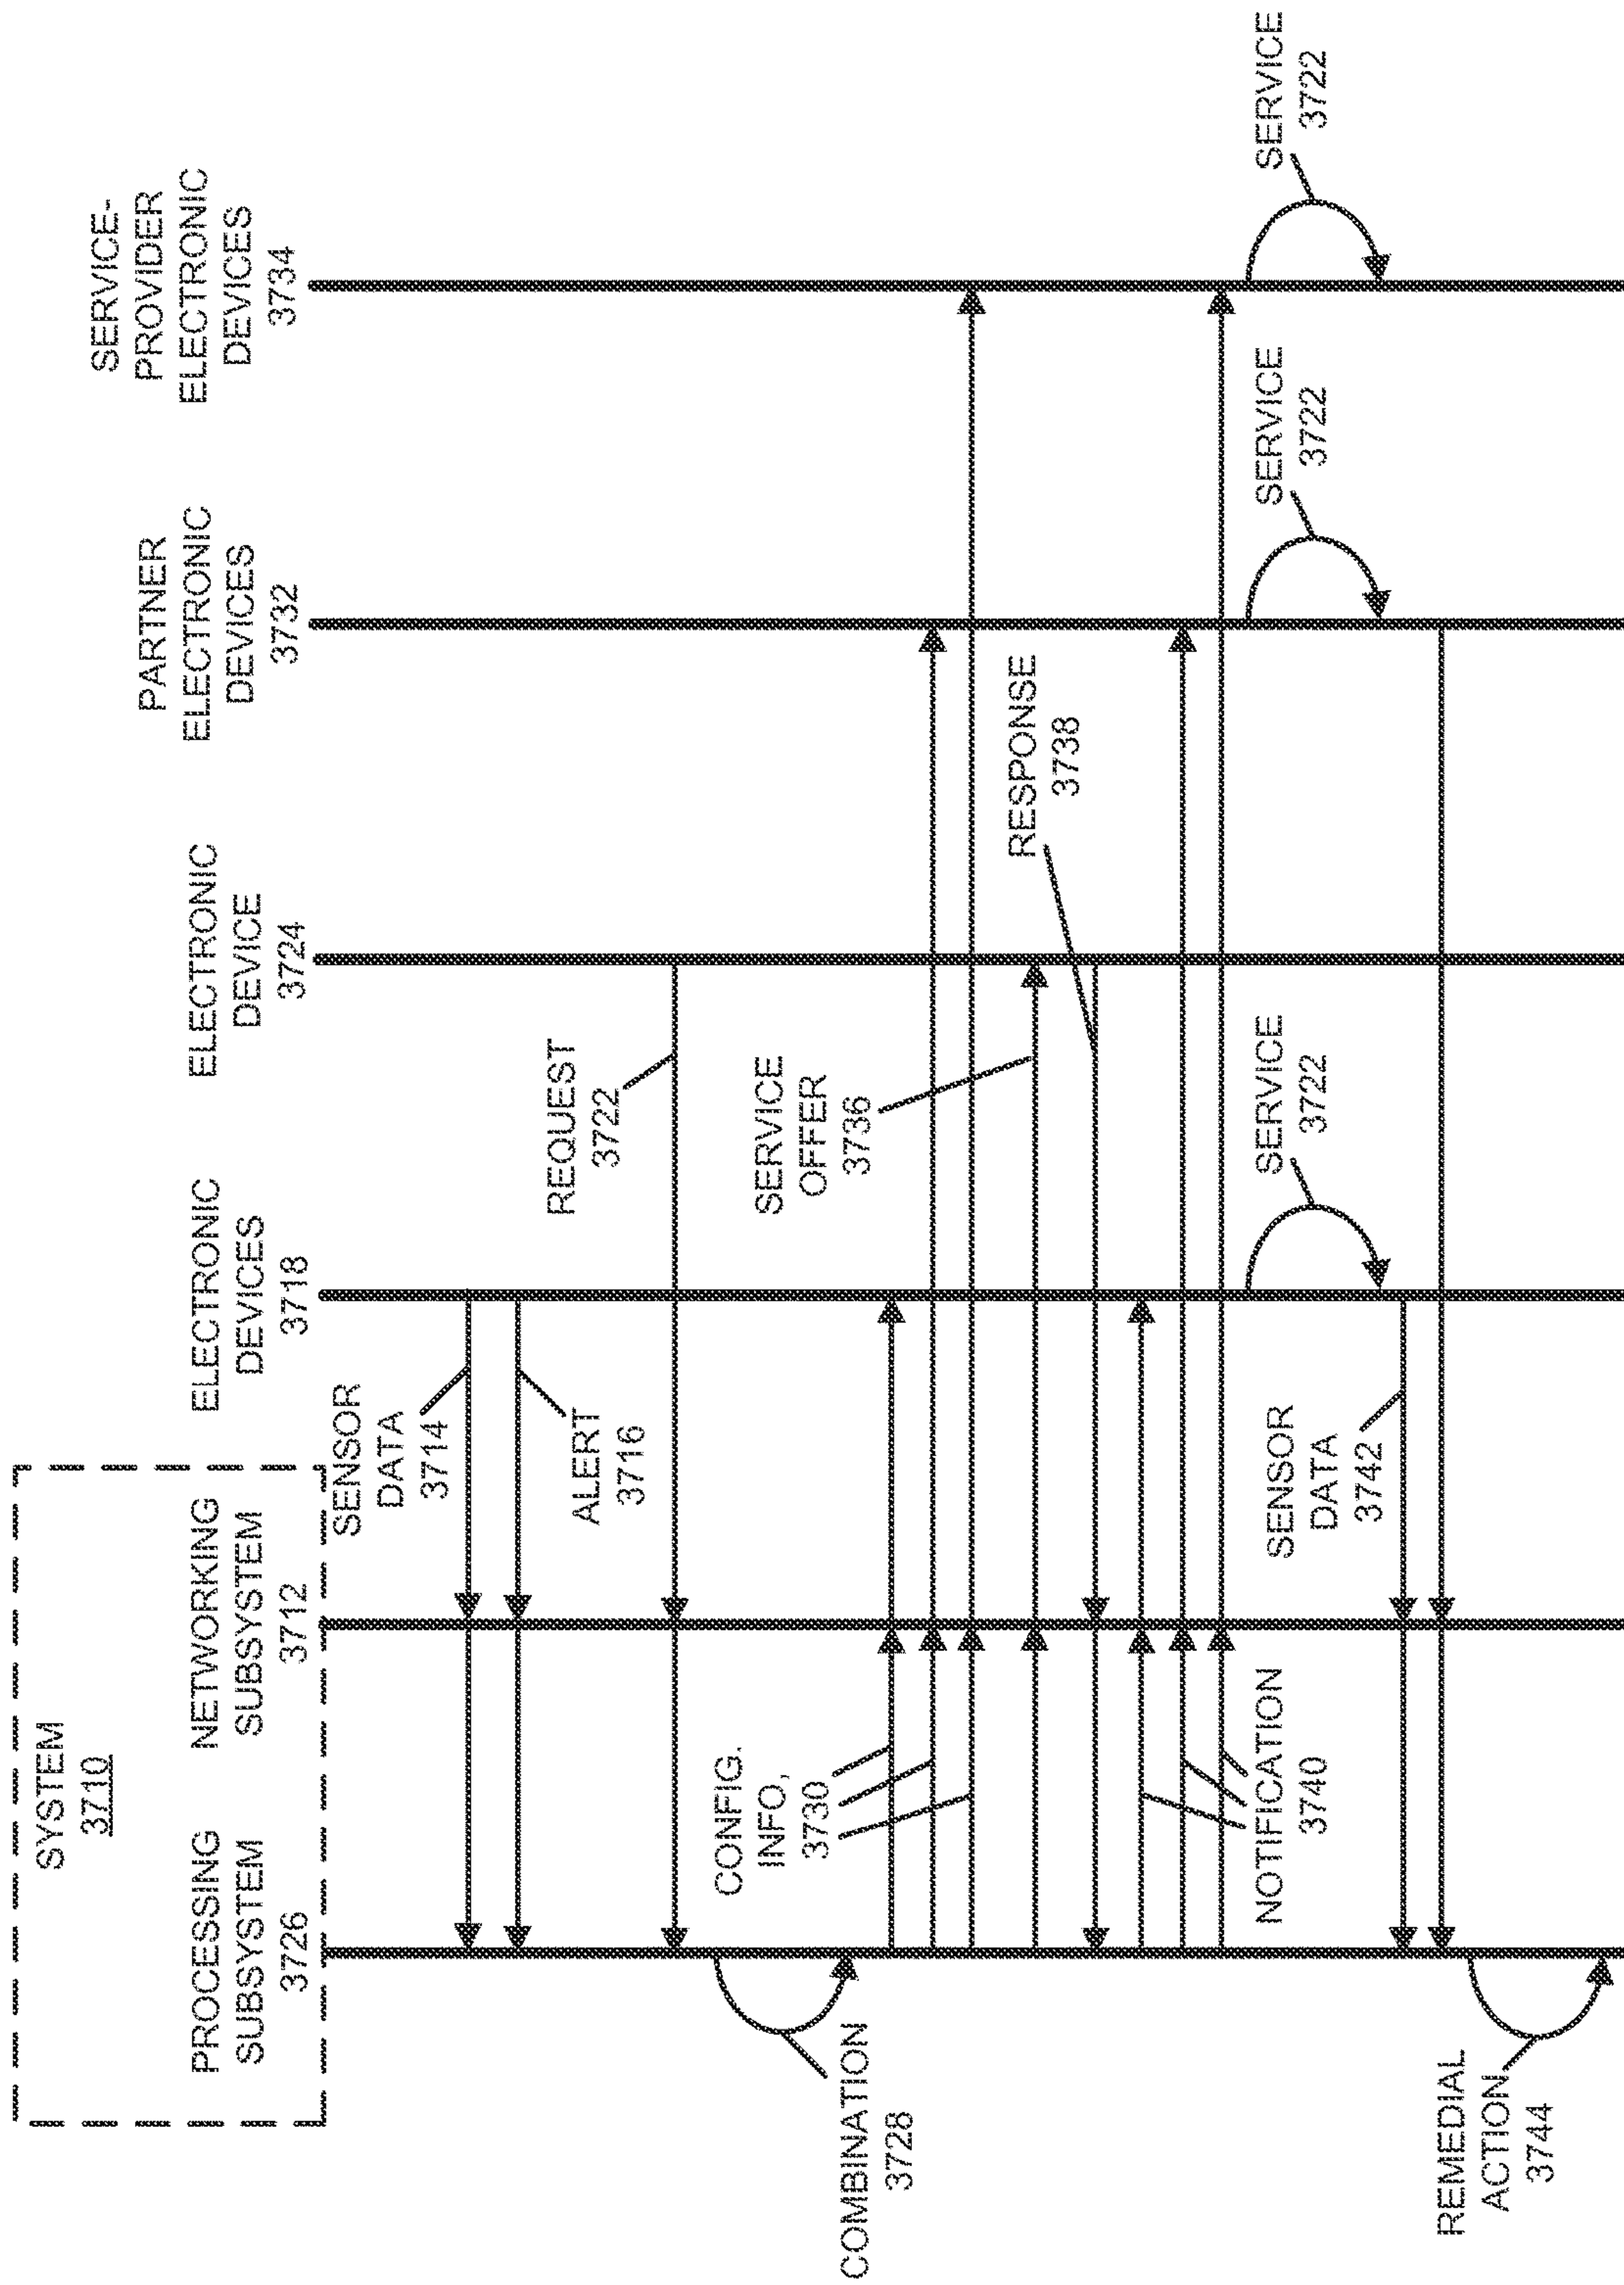 SYSTEM
3710
PROCESSING
SUBSYSTEM
3726
NETWORKING
SUBSYSTEM
3712
ELECTRONIC
DEVICES
3718
ELECTRONIC
DEVICE
3724
PARTNER
ELECTRONIC
DEVICES
3732
SERVICE-
PROVIDER
ELECTRONIC
DEVICES
3734
SENSOR
DATA
3714
ALERT
3716
REQUEST
3722
COMBINATION
3728
CONFIG.
INFO,
3730
SERVICE
OFFER
3736
RESPONSE
3738
NOTIFICATION
3740
SERVICE
3722
SERVICE
3722
SERVICE
3722
SENSOR
DATA
3742
REMEDIAL
ACTION
3744